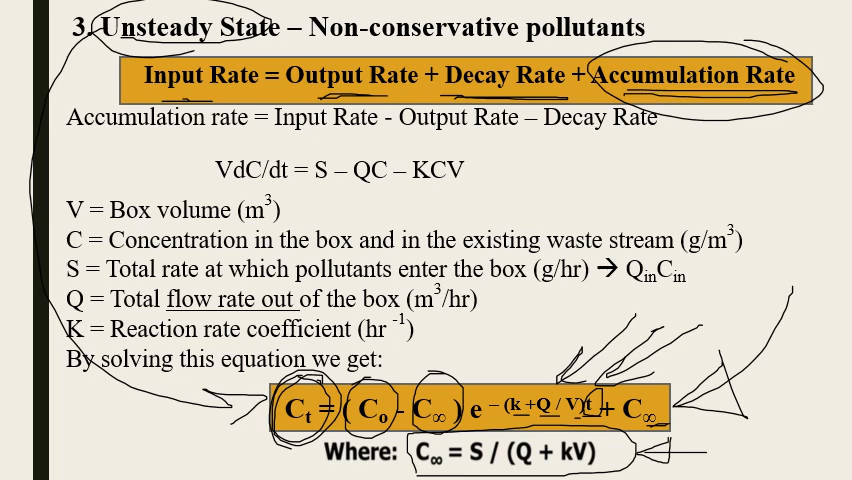 3. Unsteady State – Non-conservative pollutants
Input Rate = Output Rate + Decay Rate + Accumulation Rate
Accumulation rate = Input Rate - Output Rate – Decay Rate
VdC/dt = S – QC – KCV
V = Box volume (m³)
C = Concentration in the box and in the existing waste stream (g/m³)
S = Total rate at which pollutants enter the box (g/hr) → QinCin
Q = Total flow rate out of the box (m³/hr)
K = Reaction rate coefficient (hr ⁻¹)
By solving this equation we get:
Ct = ( Co - C∞ ) e – (k +Q / V)t + C∞
Where: C∞ = S / (Q + kV)